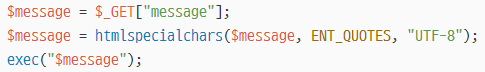 $message = $_GET["message"];
$message = htmlspecialchars($message, ENT_QUOTES, "UTF-8");
exec("$message");